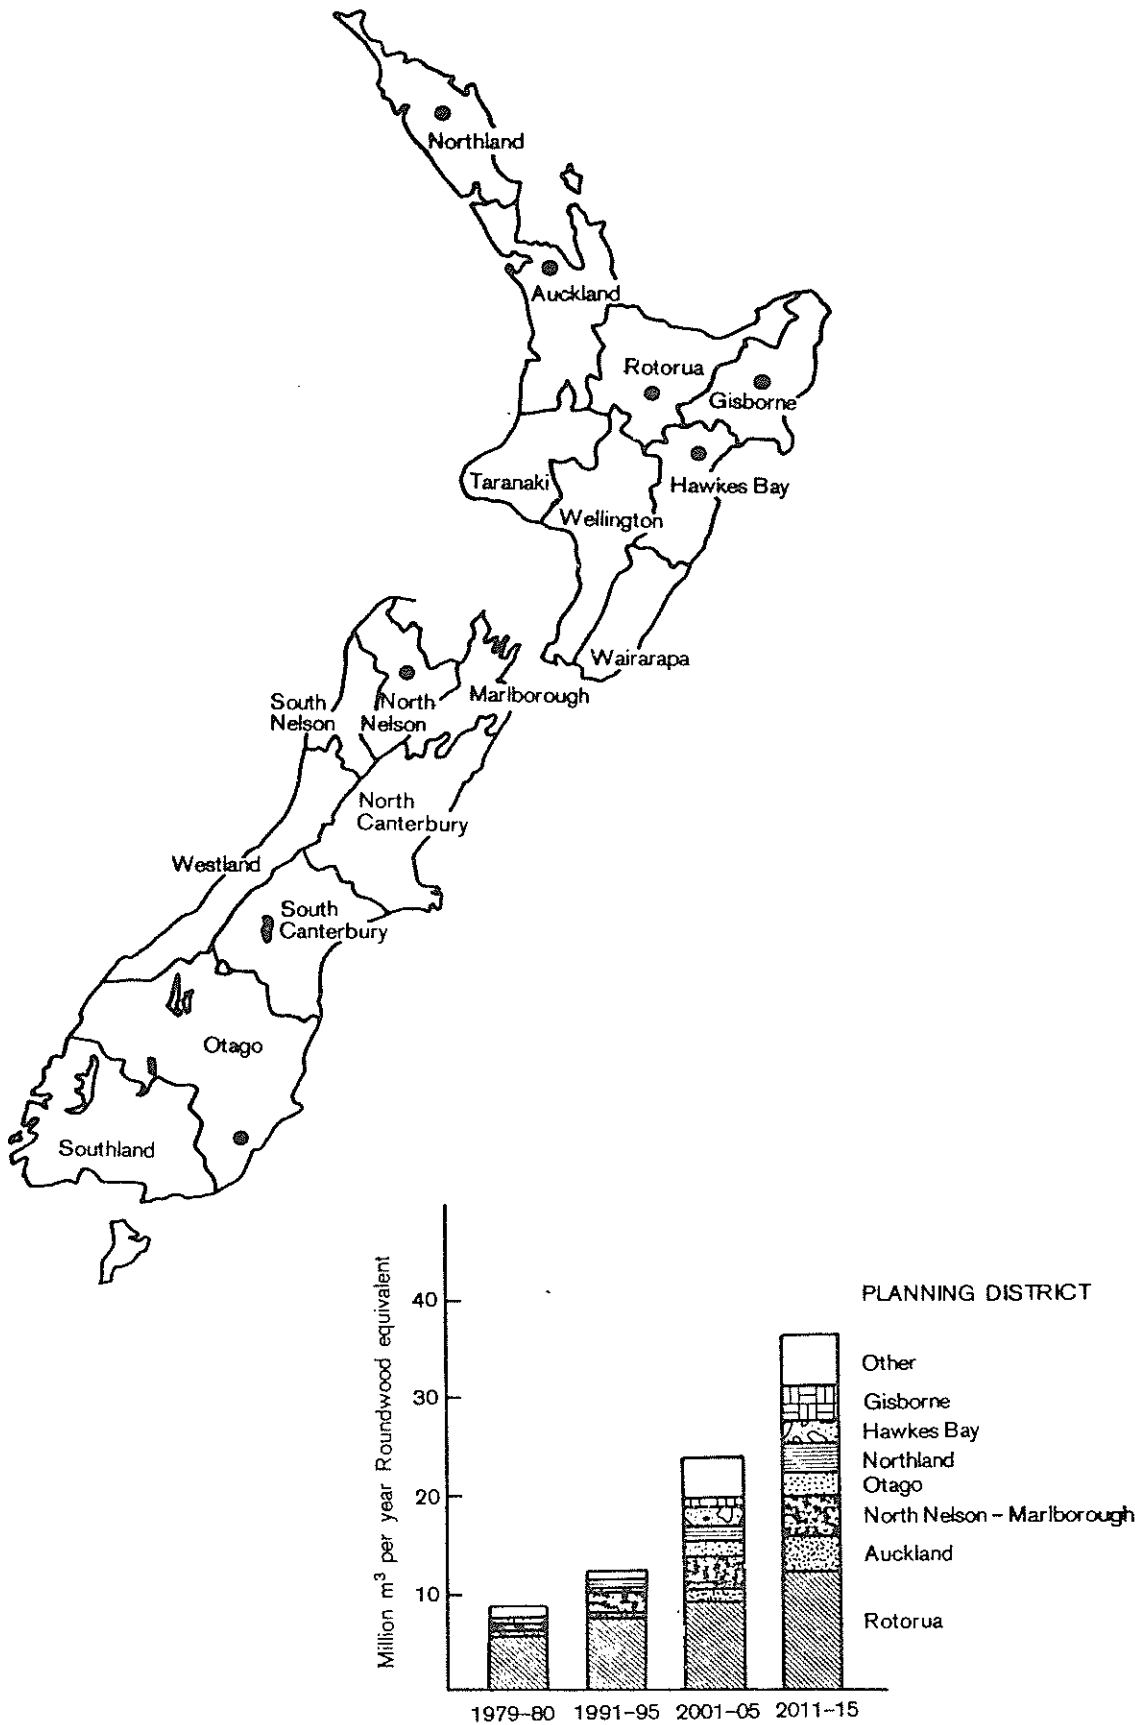 Northland
Auckland
Rotorua
Gisborne
Taranaki
Hawkes Bay
Wellington
Wairarapa
South
Nelson
North
Nelson
Marlborough
North
Canterbury
Westland
South
Canterbury
Otago
Southland
Million m³ per year Roundwood equivalent
40
30
20
10
1979-80
1991-95
2001-05
2011-15
PLANNING DISTRICT
Other
Gisborne
Hawkes Bay
Northland
Otago
North Nelson - Marlborough
Auckland
Rotorua